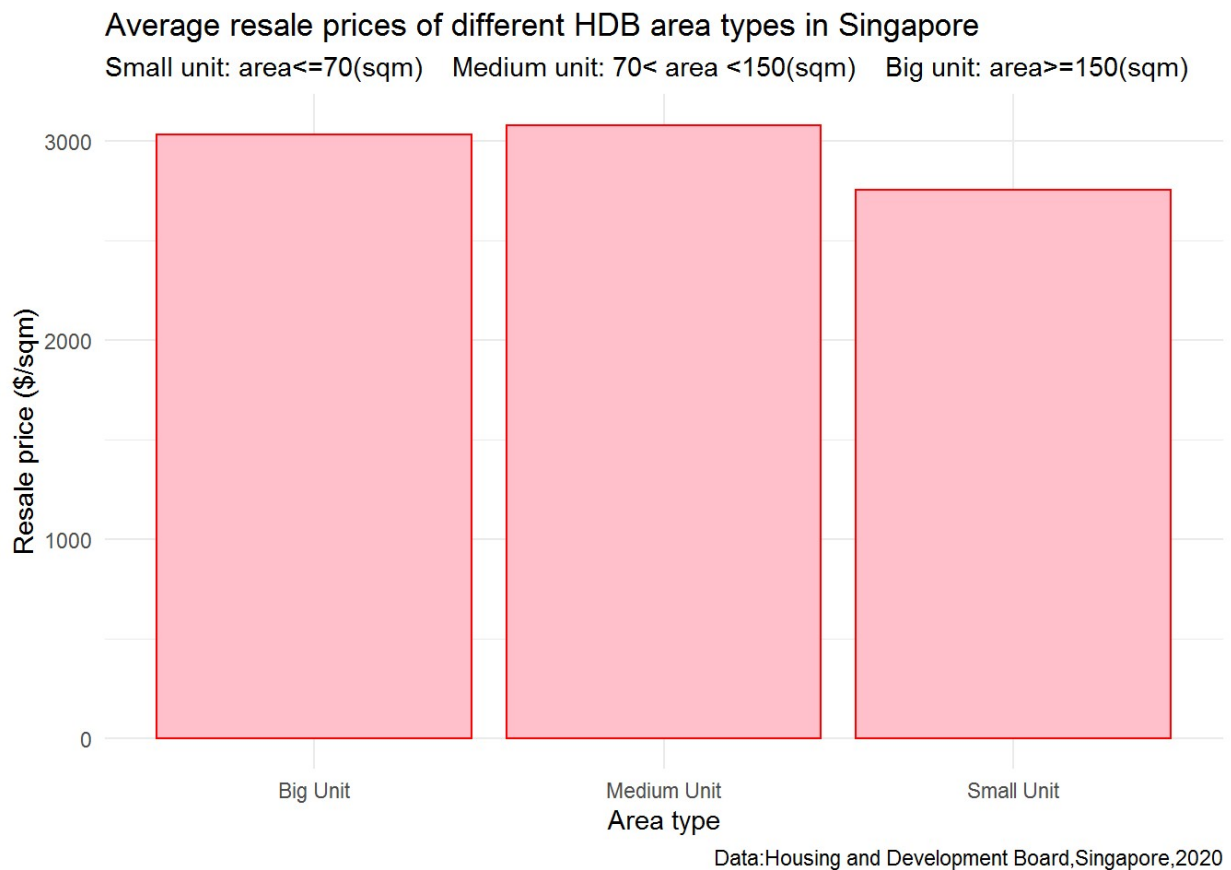 Average resale prices of different HDB area types in Singapore
Small unit: area<=70(sqm)    Medium unit: 70< area <150(sqm)    Big unit: area>=150(sqm)
Resale price ($/sqm)
3000
2000
1000
0
Big Unit    Medium Unit    Small Unit
Area type
Data:Housing and Development Board,Singapore,2020